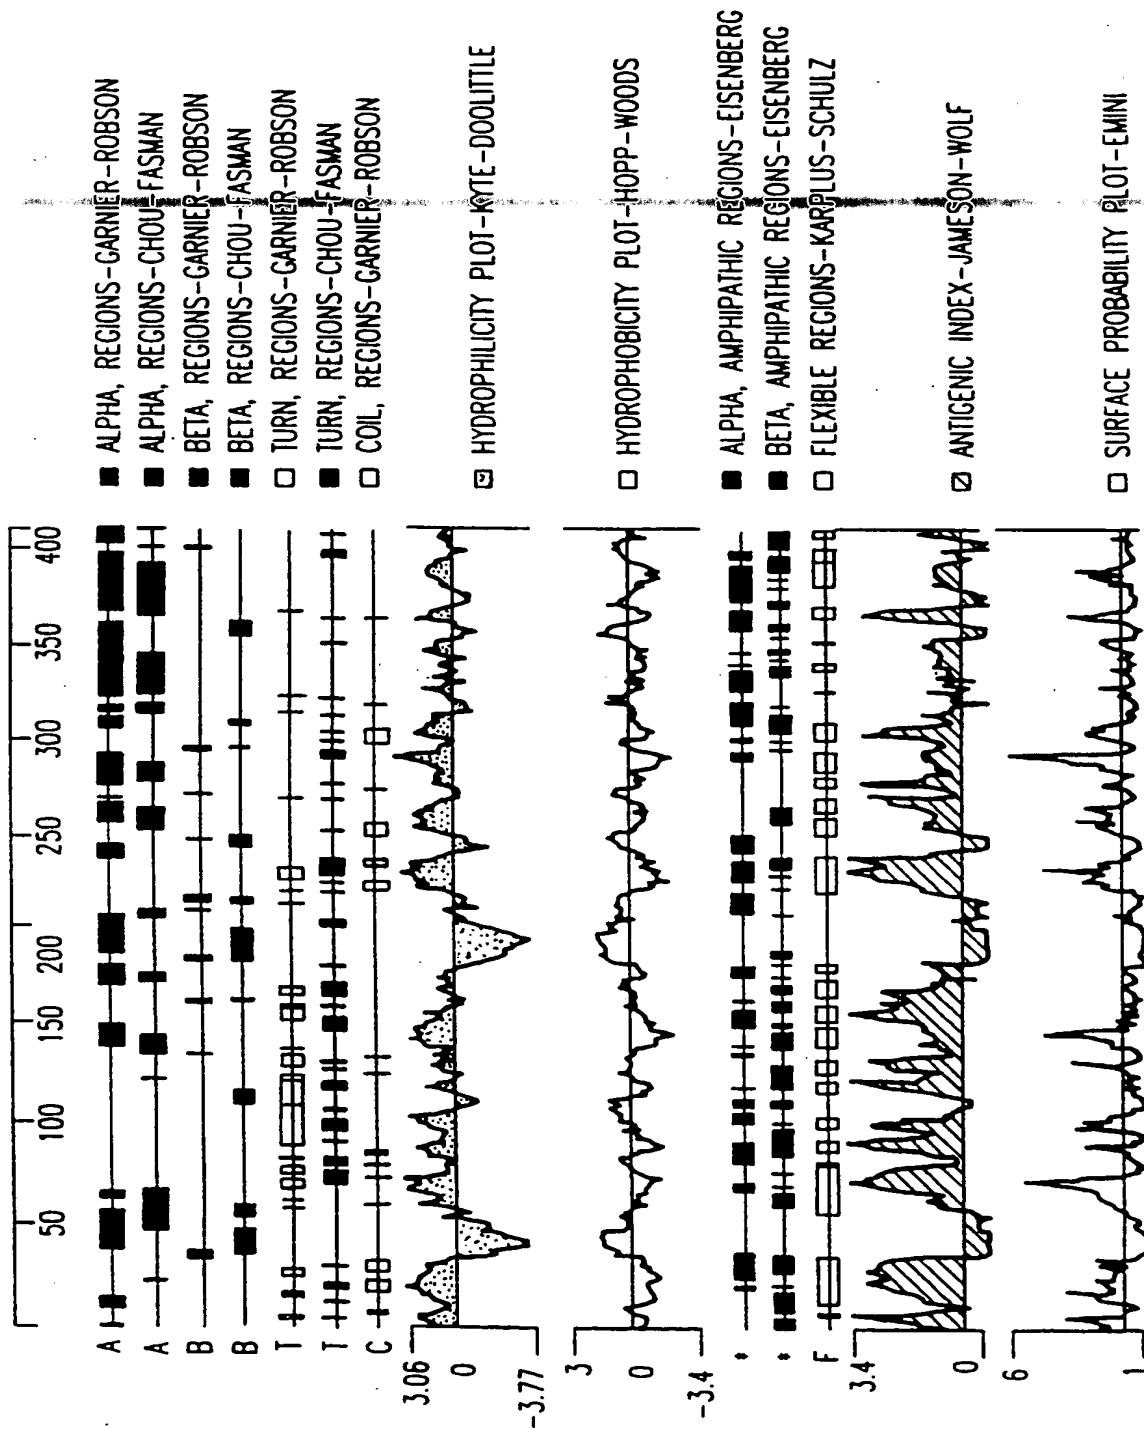 50 100 150 200 250 300 350 400
A ALPHA, REGIONS-GARNIER-ROBSON
A ALPHA, REGIONS-CHOU-FASMAN
B BETA, REGIONS-GARNIER-ROBSON
B BETA, REGIONS-CHOU-FASMAN
T TURN, REGIONS-GARNIER-ROBSON
T TURN, REGIONS-CHOU-FASMAN
C COIL, REGIONS-GARNIER-ROBSON
3.06
0 HYDROPHILICITY PLOT-KYTE-DOOLITTLE
-3.77
3
0 HYDROPHOBICITY PLOT-HOPP-WOODS
-3.4
* ALPHA, AMPHIPATHIC REGIONS-EISENBERG
* BETA, AMPHIPATHIC REGIONS-EISENBERG
F FLEXIBLE REGIONS-KARPLUS-SCHULZ
3.4
0 ANTIGENIC INDEX-JAMESON-WOLF
6
1 SURFACE PROBABILITY PLOT-EMINI